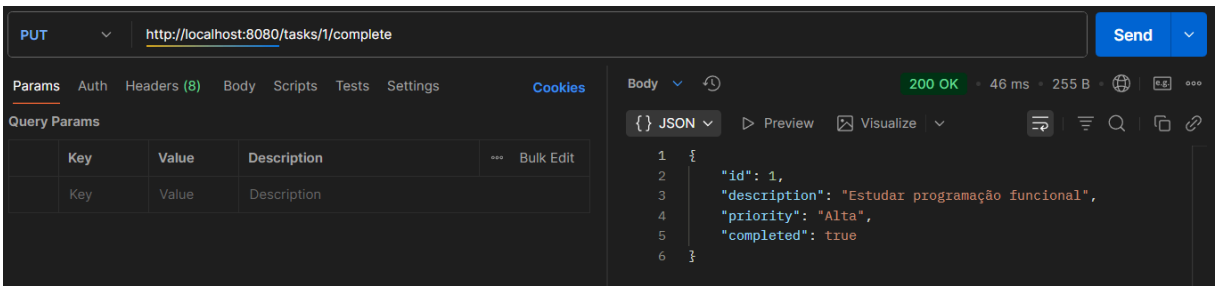 PUT http://localhost:8080/tasks/1/complete Send
Params Auth Headers (8) Body Scripts Tests Settings Cookies
Query Params
Key Value Description Bulk Edit
Key Value Description
Body 200 OK • 46 ms • 255 B e.g.
{} JSON Preview Visualize
1 {
2 "id": 1,
3 "description": "Estudar programação funcional",
4 "priority": "Alta",
5 "completed": true
6 }